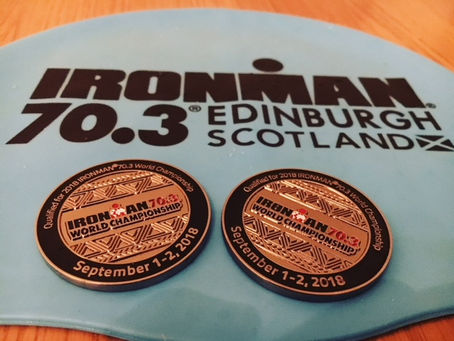 IRONMAN®
70.3® EDINBURGH
SCOTLAND
Qualified for 2018 IRONMAN® 70.3 World Championship
IRONMAN 70.3®
WORLD CHAMPIONSHIP
September 1-2, 2018
Qualified for 2018 IRONMAN® 70.3 World Championship
IRONMAN 70.3®
WORLD CHAMPIONSHIP
September 1-2, 2018